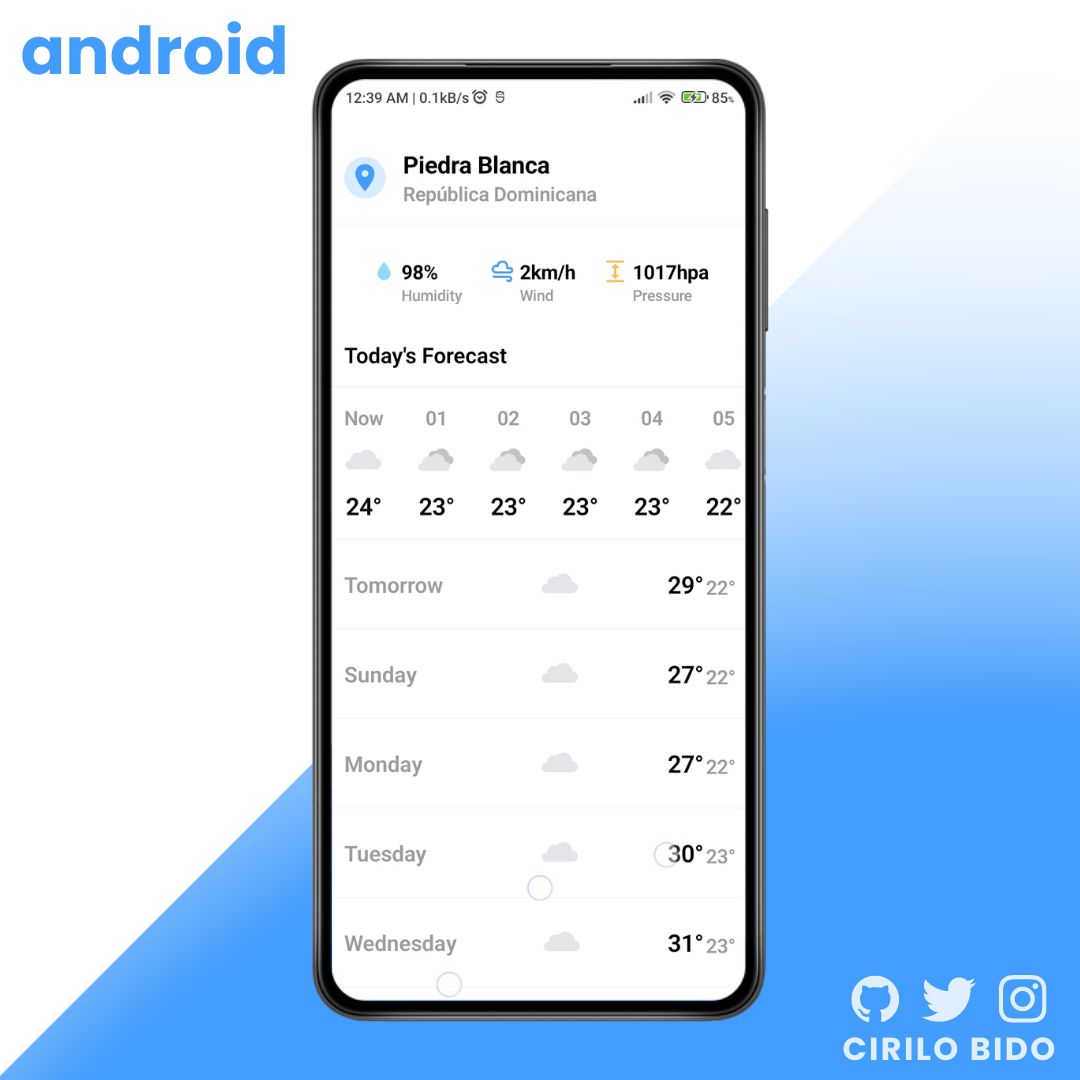 android
12:39 AM | 0.1kB/s
85%
Piedra Blanca
República Dominicana
98% 2km/h 1017hpa
Humidity Wind Pressure
Today's Forecast
Now 01 02 03 04 05
24° 23° 23° 23° 23° 22°
Tomorrow 29° 22°
Sunday 27° 22°
Monday 27° 22°
Tuesday 30° 23°
Wednesday 31° 23°
CIRILO BIDO